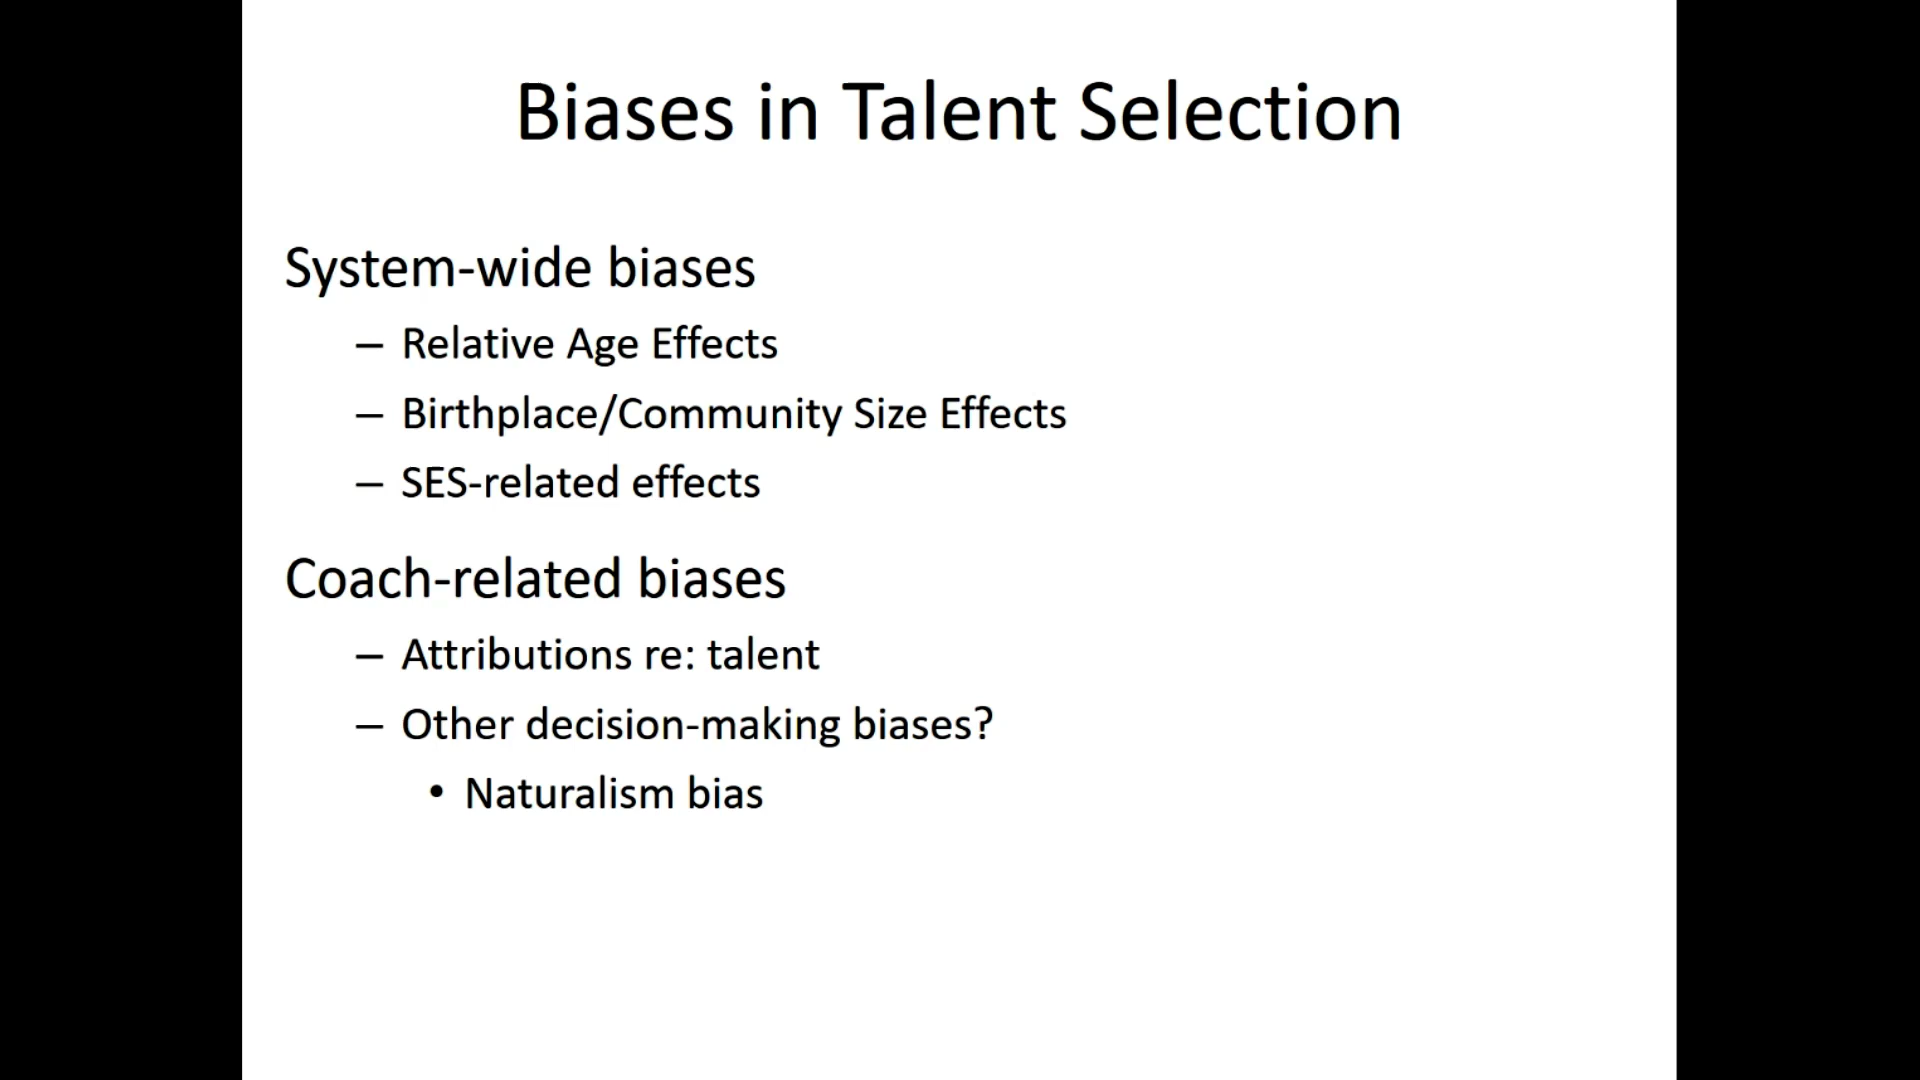 Biases in Talent Selection
System-wide biases
– Relative Age Effects
– Birthplace/Community Size Effects
– SES-related effects
Coach-related biases
– Attributions re: talent
– Other decision-making biases?
• Naturalism bias